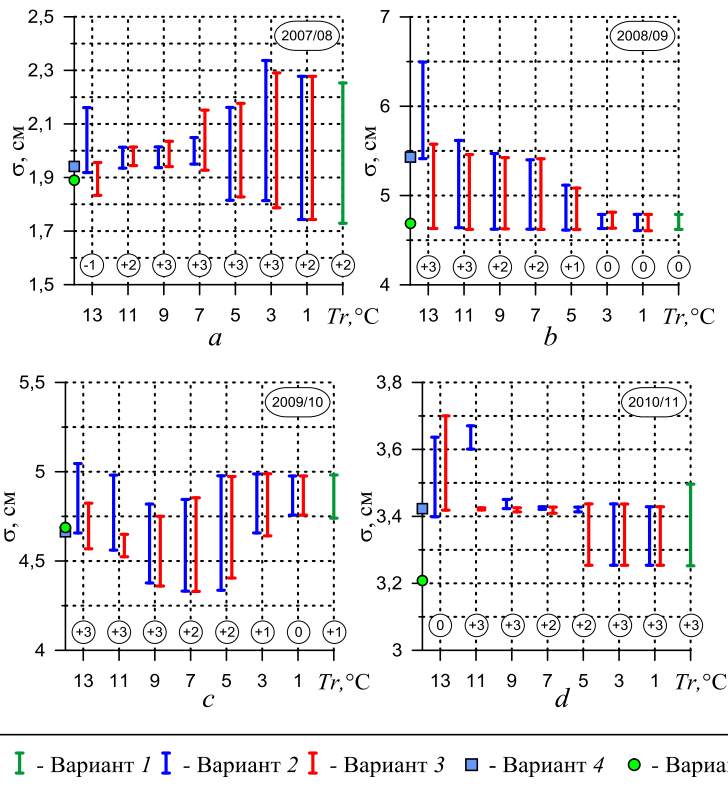 2,5
2,3
2,1
1,9
1,7
1,5
σ, см
2007/08
-1 +2 +3 +3 +3 +3 +2 +2
13 11 9 7 5 3 1 Tr,°C
a
7
6
5
4
σ, см
2008/09
+3 +3 +2 +2 +1 0 0 0
13 11 9 7 5 3 1 Tr,°C
b
5,5
5
4,5
4
σ, см
2009/10
+3 +3 +3 +2 +2 +1 0 +1
13 11 9 7 5 3 1 Tr,°C
c
3,8
3,6
3,4
3,2
3
σ, см
2010/11
0 +3 +3 +2 +2 +3 +3 +3
13 11 9 7 5 3 1 Tr,°C
d
- Вариант 1 - Вариант 2 - Вариант 3 - Вариант 4 - Вариа